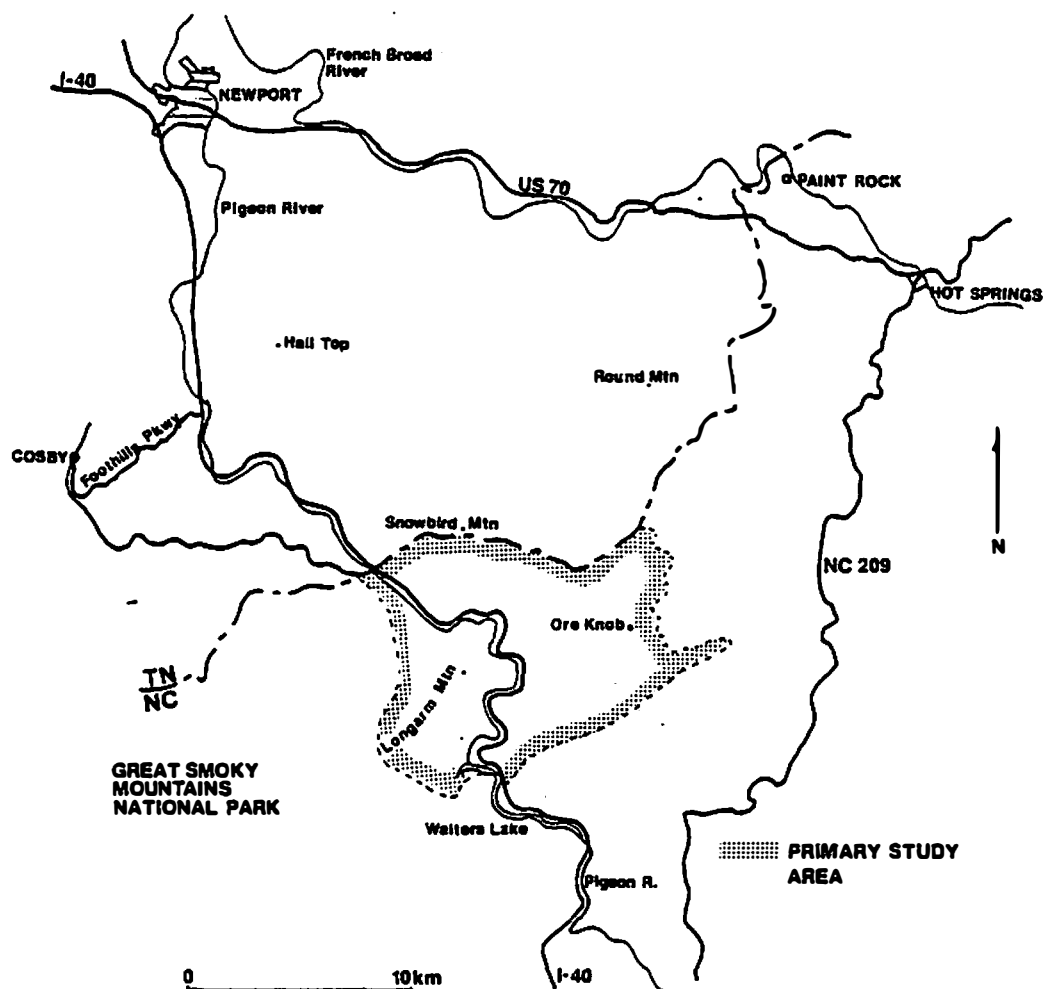 French Broad
River
I-40
NEWPORT
US 70
PAINT ROCK
Pigeon River
HOT SPRINGS
Hall Top
Round Mtn
Foothills Pkwy
COSBY
Snowbird Mtn
N
NC 209
Ore Knob
TN
NC
Longarm Mtn
GREAT SMOKY
MOUNTAINS
NATIONAL PARK
Walters Lake
PRIMARY STUDY
AREA
Pigeon R.
0 10km
I-40